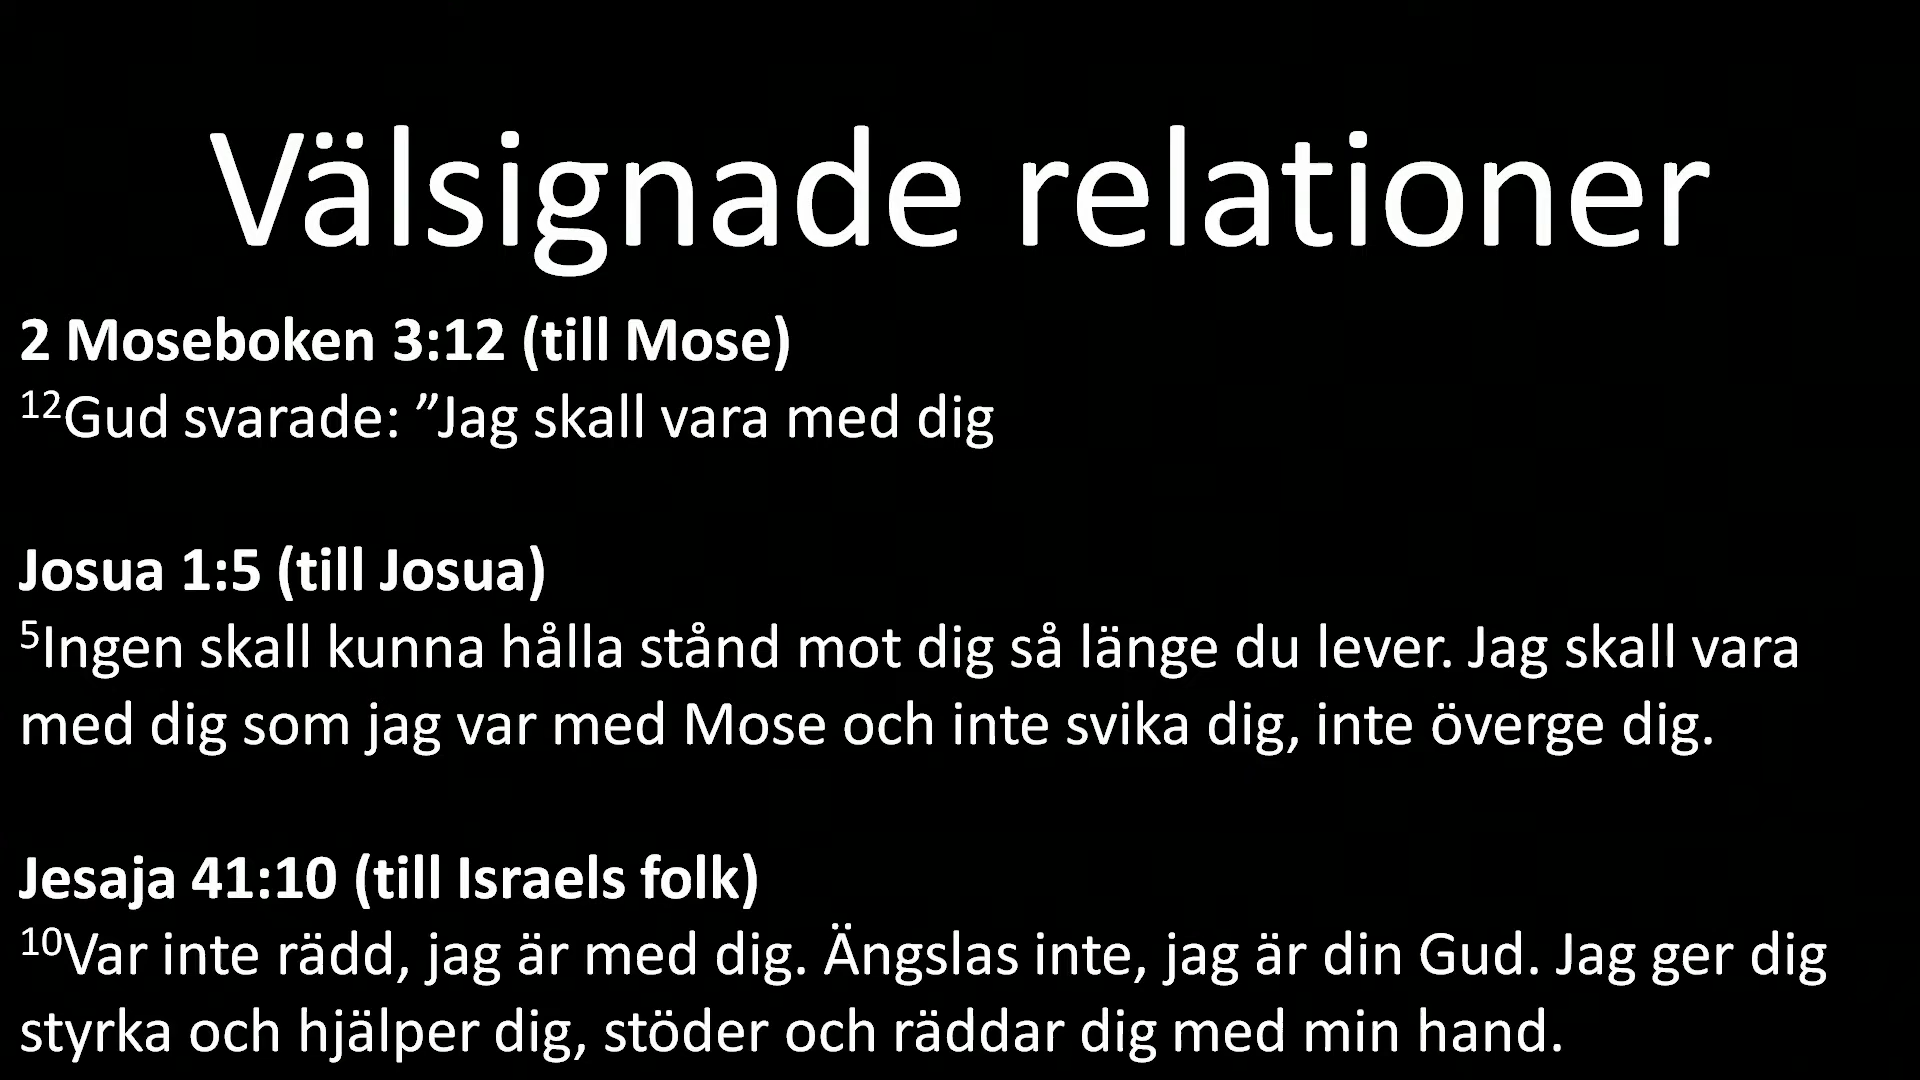 Välsignade relationer
2 Moseboken 3:12 (till Mose)
¹²Gud svarade: ”Jag skall vara med dig
Josua 1:5 (till Josua)
⁵Ingen skall kunna hålla stånd mot dig så länge du lever. Jag skall vara
med dig som jag var med Mose och inte svika dig, inte överge dig.
Jesaja 41:10 (till Israels folk)
¹⁰Var inte rädd, jag är med dig. Ängslas inte, jag är din Gud. Jag ger dig
styrka och hjälper dig, stöder och räddar dig med min hand.